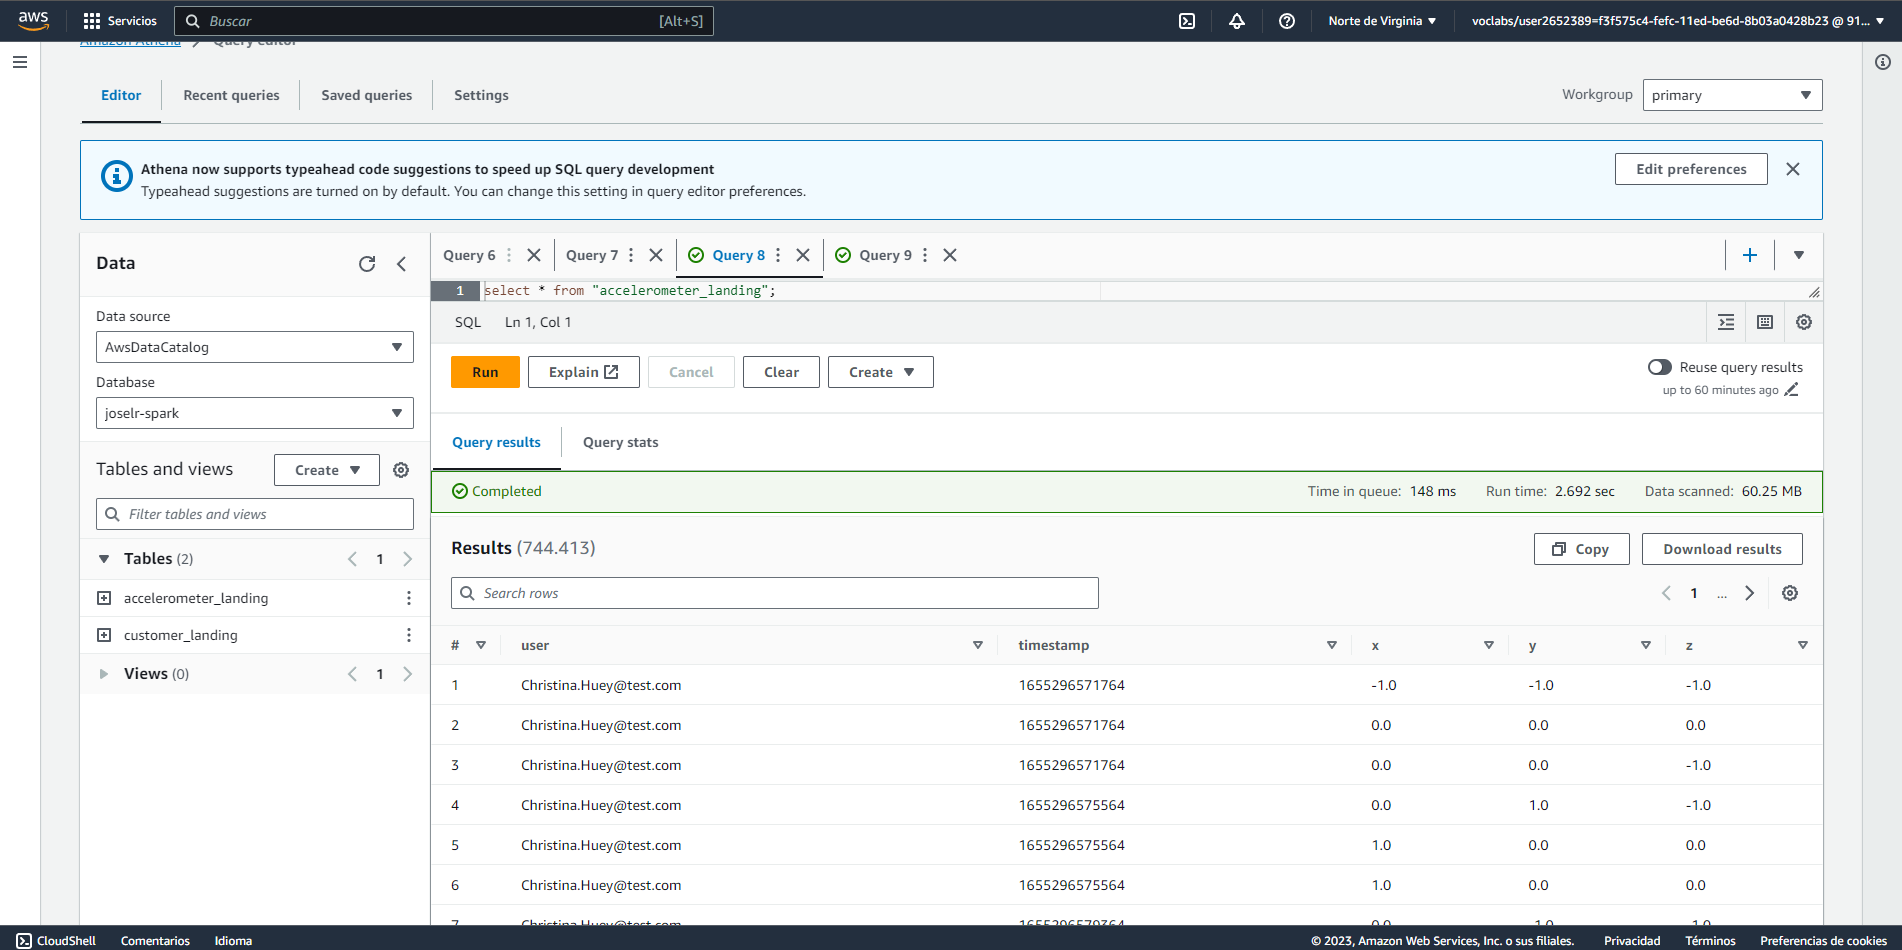 aws Servicios Buscar [Alt+S] Norte de Virginia voclabs/user2652389=f3f575c4-fefc-11ed-be6d-8b03a0428b23 @ 91...
Amazon Athena Query editor
Editor Recent queries Saved queries Settings Workgroup primary
Athena now supports typeahead code suggestions to speed up SQL query development
Typeahead suggestions are turned on by default. You can change this setting in query editor preferences.
Edit preferences
Data
Data source
AwsDataCatalog
Database
joselr-spark
Tables and views Create
Filter tables and views
Tables (2) 1
accelerometer_landing
customer_landing
Views (0) 1
Query 6 Query 7 Query 8 Query 9
1 select * from "accelerometer_landing";
SQL Ln 1, Col 1
Run Explain Cancel Clear Create
Reuse query results
up to 60 minutes ago
Query results Query stats
Completed Time in queue: 148 ms Run time: 2.692 sec Data scanned: 60.25 MB
Results (744.413) Copy Download results
Search rows 1 ...
# user timestamp x y z
1 Christina.Huey@test.com 1655296571764 -1.0 -1.0 -1.0
2 Christina.Huey@test.com 1655296571764 0.0 0.0 0.0
3 Christina.Huey@test.com 1655296571764 0.0 0.0 -1.0
4 Christina.Huey@test.com 1655296575564 0.0 1.0 -1.0
5 Christina.Huey@test.com 1655296575564 1.0 0.0 0.0
6 Christina.Huey@test.com 1655296575564 1.0 0.0 0.0
7 Christina.Huey@test.com 1655296579364 0.0 -1.0 -1.0
CloudShell Comentarios Idioma © 2023, Amazon Web Services, Inc. o sus filiales. Privacidad Términos Preferencias de cookies